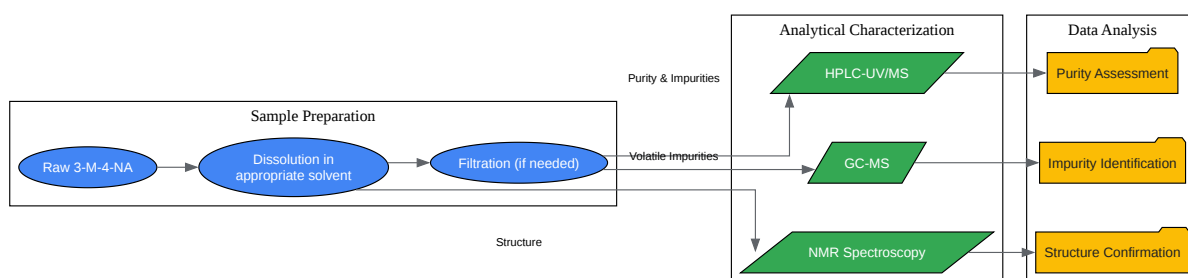 Analytical Characterization
Data Analysis
HPLC-UV/MS
Purity Assessment
Purity & Impurities
Sample Preparation
Raw 3-M-4-NA
Dissolution in
appropriate solvent
Filtration (if needed)
Volatile Impurities
GC-MS
Impurity Identification
Structure
NMR Spectroscopy
Structure Confirmation